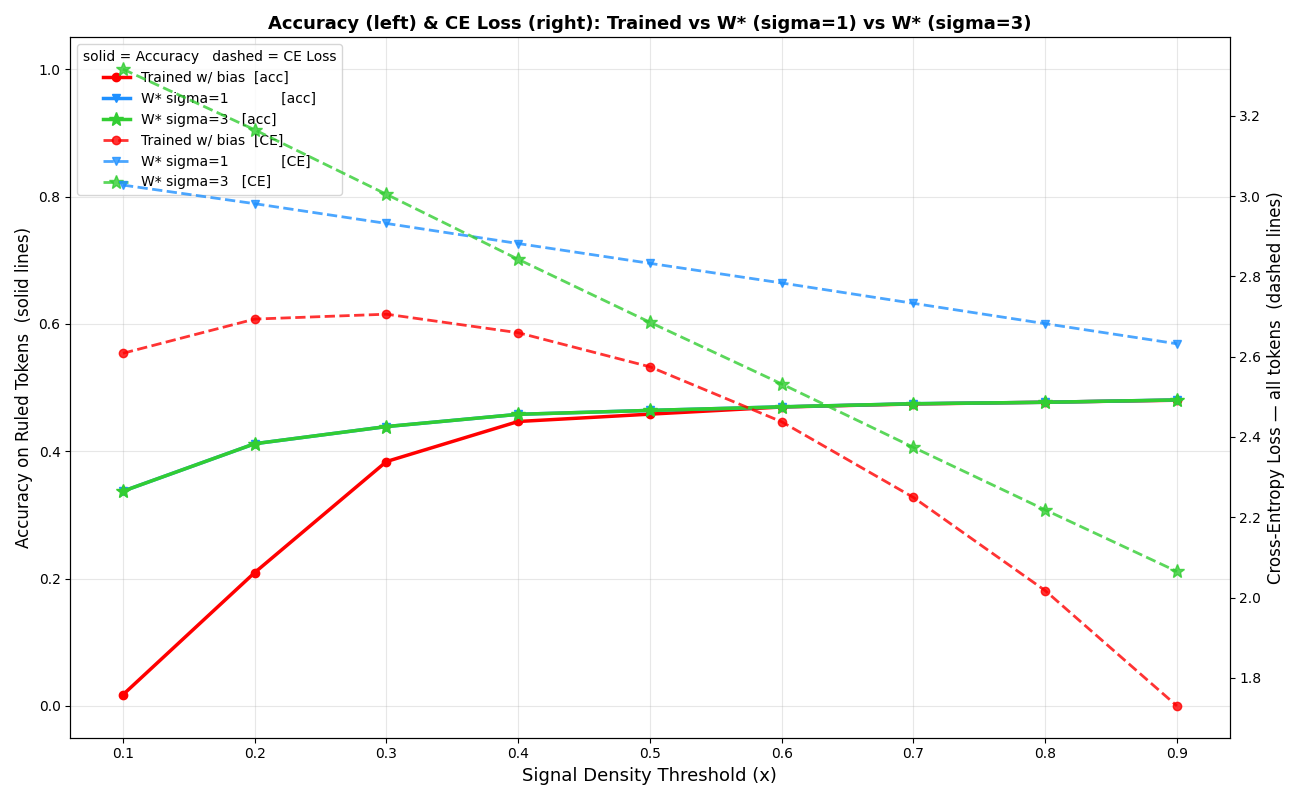 Accuracy (left) & CE Loss (right): Trained vs W* (sigma=1) vs W* (sigma=3)
solid = Accuracy   dashed = CE Loss
Trained w/ bias  [acc]
W* sigma=1            [acc]
W* sigma=3   [acc]
Trained w/ bias  [CE]
W* sigma=1            [CE]
W* sigma=3   [CE]
Accuracy on Ruled Tokens  (solid lines)
1.0
0.8
0.6
0.4
0.2
0.0
3.2
3.0
2.8
2.6
2.4
2.2
2.0
1.8
Cross-Entropy Loss — all tokens  (dashed lines)
0.1 0.2 0.3 0.4 0.5 0.6 0.7 0.8 0.9
Signal Density Threshold (x)